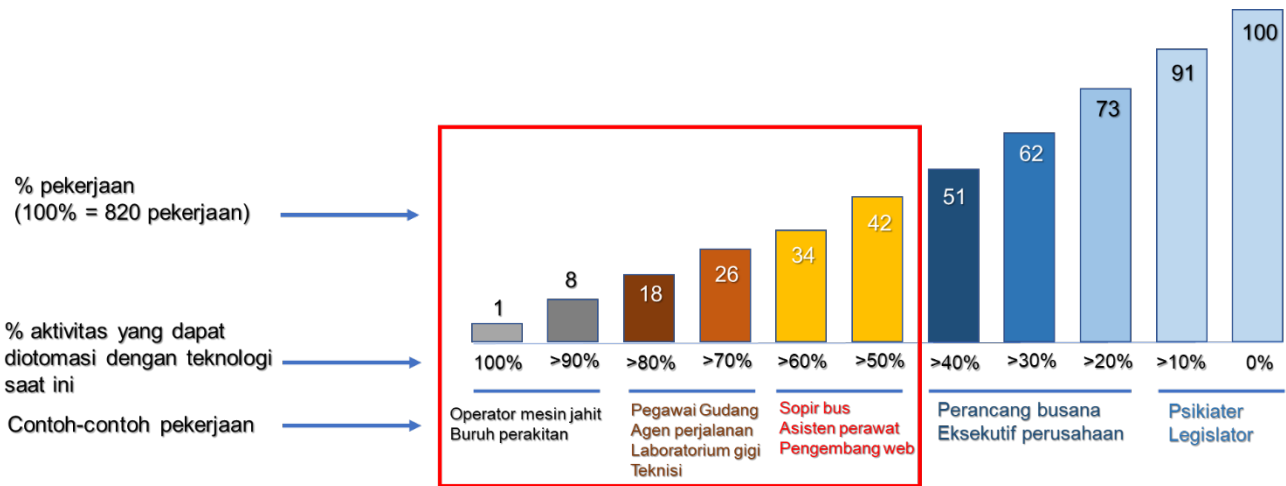 100
91
73
62
51
42
34
26
18
8
1
% pekerjaan
(100% = 820 pekerjaan)
% aktivitas yang dapat
diotomasi dengan teknologi
saat ini
100% >90% >80% >70% >60% >50% >40% >30% >20% >10% 0%
Contoh-contoh pekerjaan
Operator mesin jahit
Buruh perakitan
Pegawai Gudang
Agen perjalanan
Laboratorium gigi
Teknisi
Sopir bus
Asisten perawat
Pengembang web
Perancang busana
Eksekutif perusahaan
Psikiater
Legislator